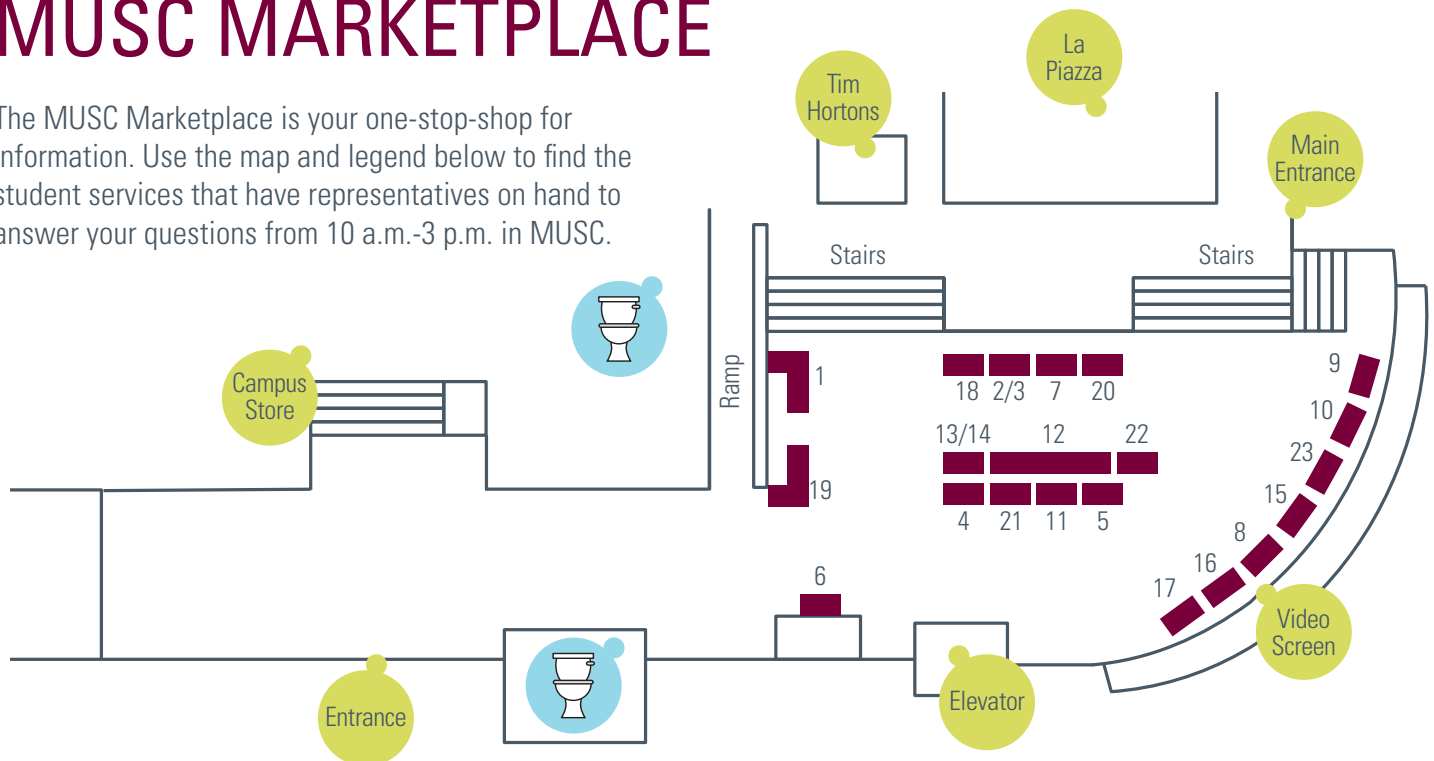 MUSC MARKETPLACE
The MUSC Marketplace is your one-stop-shop for
information. Use the map and legend below to find the
student services that have representatives on hand to
answer your questions from 10 a.m.-3 p.m. in MUSC.
La
Piazza
Tim
Hortons
Main
Entrance
Stairs
Stairs
Ramp
Campus
Store
1
9
18 2/3 7 20
10
13/14 12 22
23
19
15
4 21 11 5
8
16
6
17
Video
Screen
Elevator
Entrance